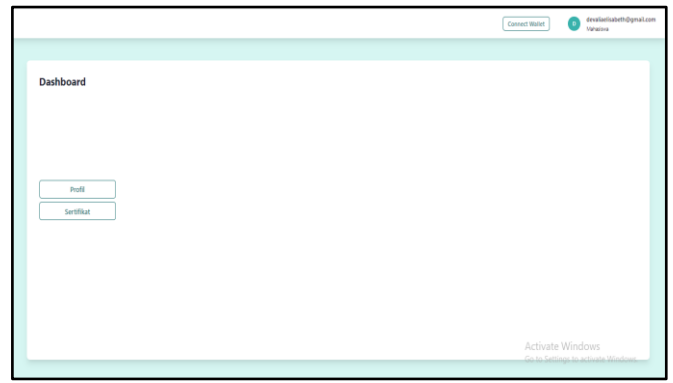 Connect Wallet
R
devaliaelisabeth@gmail.com
Mahasiswa
Dashboard
Profil
Sertifikat
Activate Windows
Go to Settings to activate Windows.